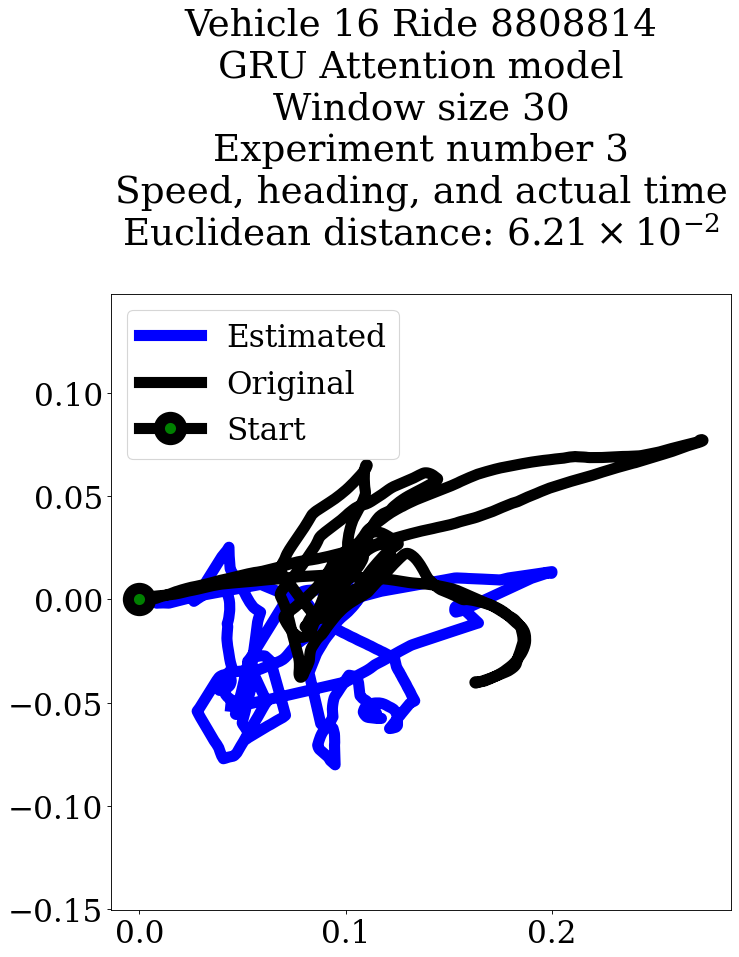 Vehicle 16 Ride 8808814
GRU Attention model
Window size 30
Experiment number 3
Speed, heading, and actual time
Euclidean distance: 6.21 × 10⁻²
Estimated
Original
Start
0.10
0.05
0.00
−0.05
−0.10
−0.15
0.0 0.1 0.2